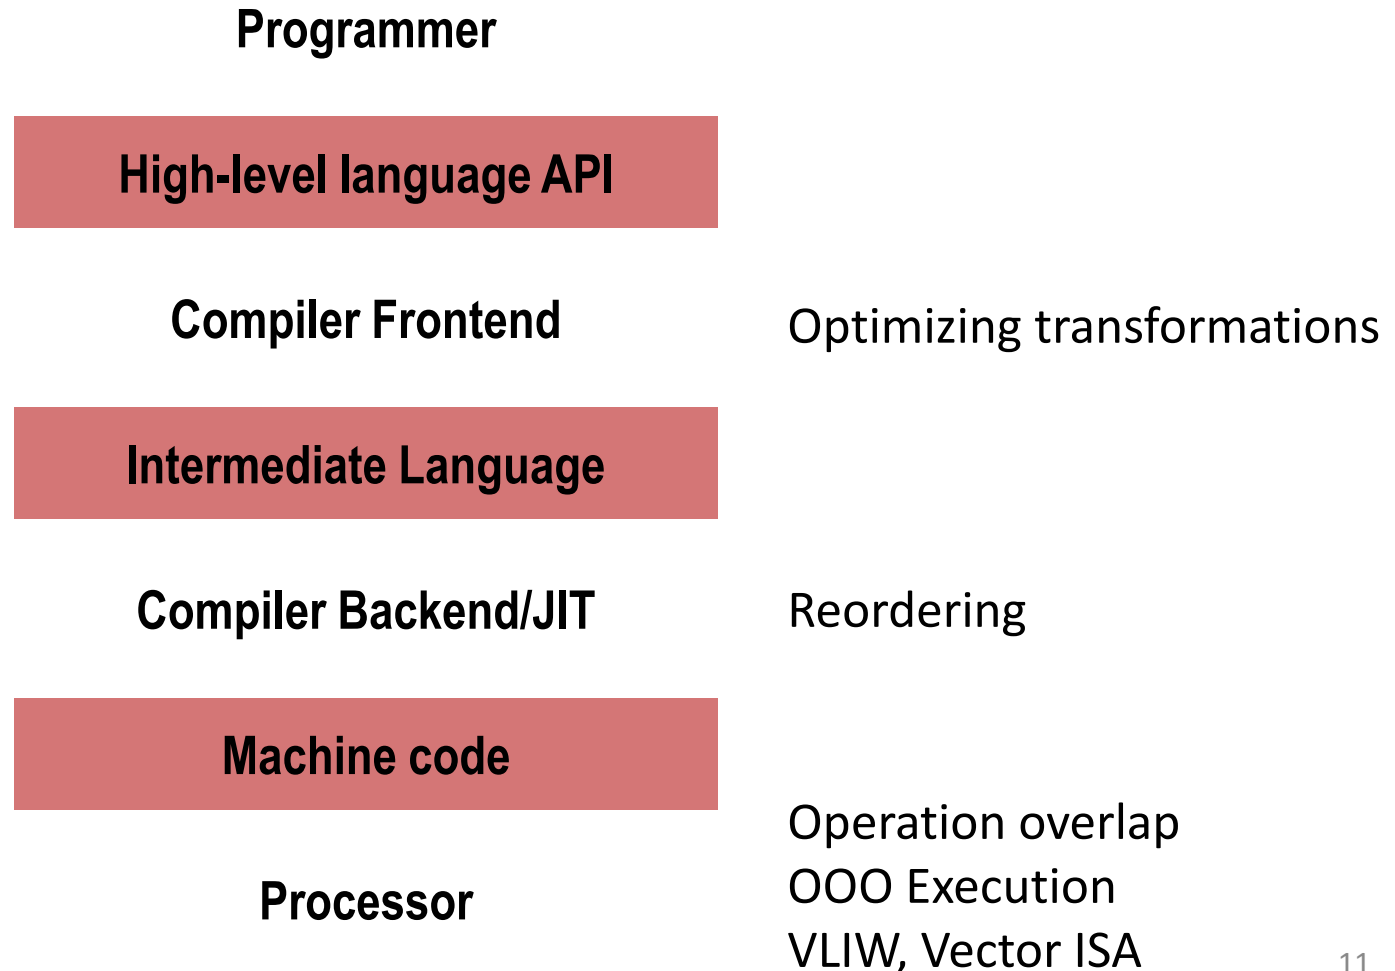 Programmer
High-level language API
Compiler Frontend
Optimizing transformations
Intermediate Language
Compiler Backend/JIT
Reordering
Machine code
Processor
Operation overlap
OOO Execution
VLIW, Vector ISA
11